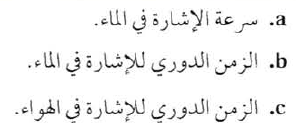 a. سرعة الإشارة في الماء.
b. الزمن الدوري للإشارة في الماء.
c. الزمن الدوري للإشارة في الهواء.